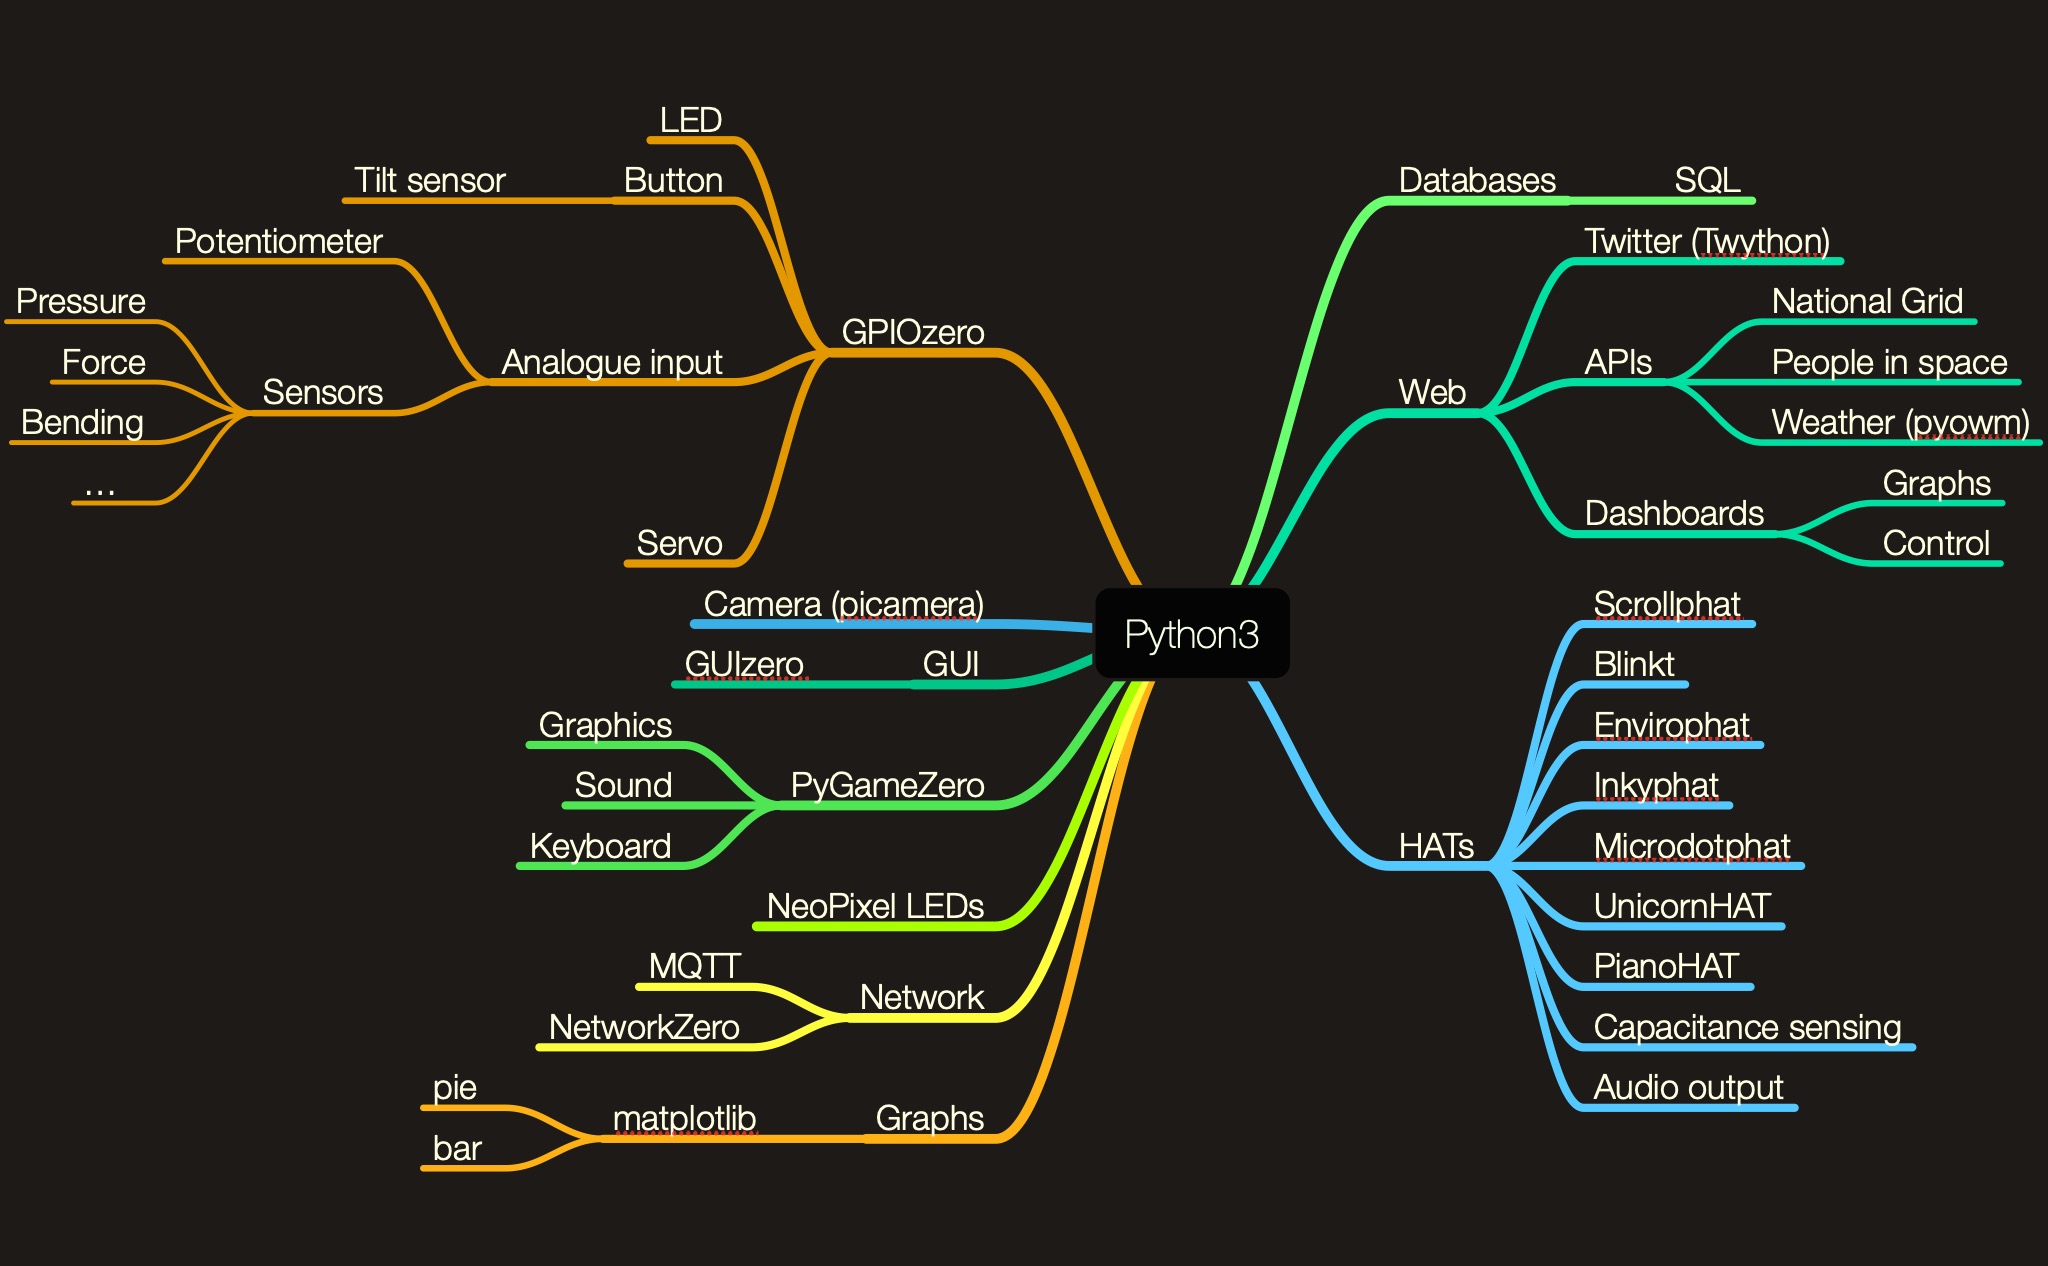 LED
Tilt sensor
Button
Potentiometer
Pressure
Force
Bending
...
Sensors
Analogue input
GPIOzero
Servo
Camera (picamera)
GUIzero
GUI
Graphics
Sound
Keyboard
PyGameZero
NeoPixel LEDs
MQTT
NetworkZero
Network
pie
bar
matplotlib
Graphs
Python3
Databases
SQL
Web
Twitter (Twython)
APIs
National Grid
People in space
Weather (pyowm)
Dashboards
Graphs
Control
HATs
Scrollphat
Blinkt
Envirophat
Inkyphat
Microdotphat
UnicornHAT
PianoHAT
Capacitance sensing
Audio output